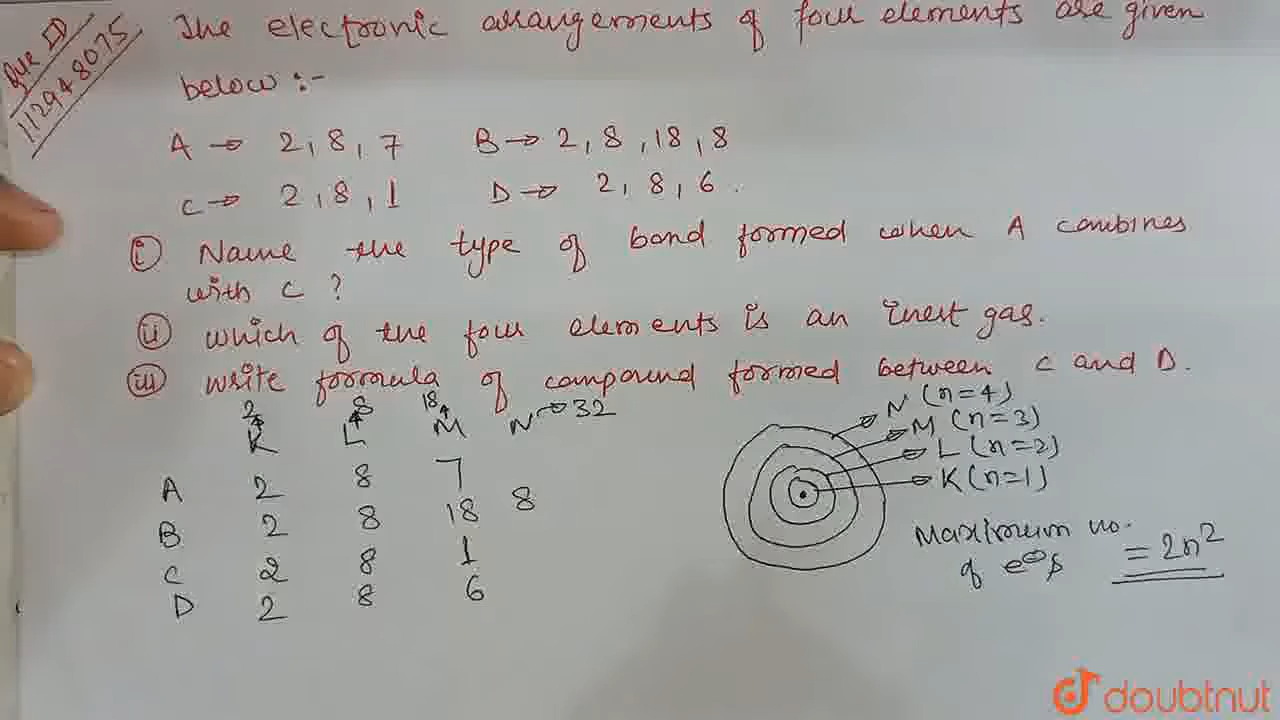 Que ID
112948075
The electronic arrangements of four elements are given
below :-
A → 2, 8, 7   B → 2, 8, 18, 8
C → 2, 8, 1   D → 2, 8, 6 .
(i) Name the type of bond formed when A combines
with C ?
(ii) which of the four elements is an inert gas.
(iii) write formula of compound formed between C and D.
2 8 18
K L M N → 32
A 2 8 7
B 2 8 18 8
C 2 8 1
D 2 8 6
N (n=4)
M (n=3)
L (n=2)
K (n=1)
Maximum no.
of e⊖s = 2n²
doubtnut